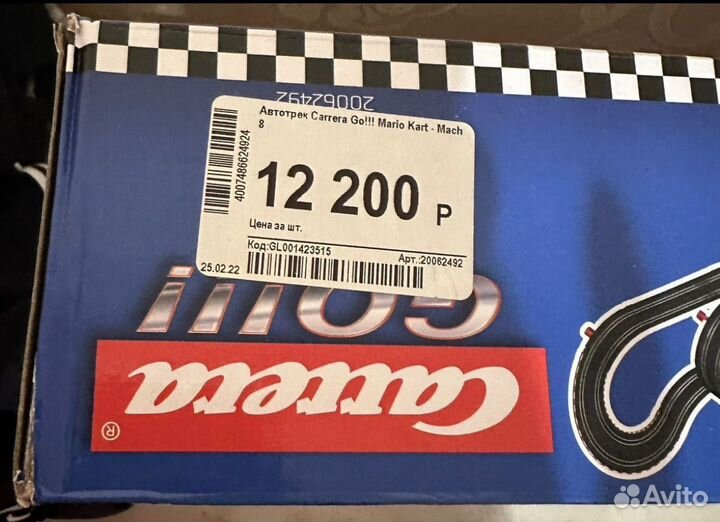 20062492
Автотрек Carrera Go!!! Mario Kart - Mach
8
4007486624924
12 200 Р
Цена за шт.
Код:GL001423515
Арт.:20062492
25.02.22
GO!!!
Carrera®
Avito